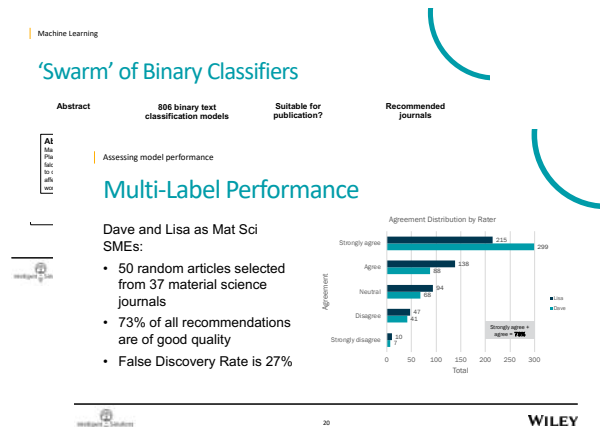 Machine Learning
‘Swarm’ of Binary Classifiers
Abstract
806 binary text
classification models
Suitable for
publication?
Recommended
journals
Assessing model performance
Multi-Label Performance
Dave and Lisa as Mat Sci
SMEs:
• 50 random articles selected
from 37 material science
journals
• 73% of all recommendations
are of good quality
• False Discovery Rate is 27%
Agreement Distribution by Rater
Agreement
Strongly agree
215
299
Agree
138
88
Neutral
94
68
Disagree
47
41
Strongly disagree
10
7
0 50 100 150 200 250 300
Total
Lisa
Dave
Strongly agree +
agree = 73%
20
WILEY